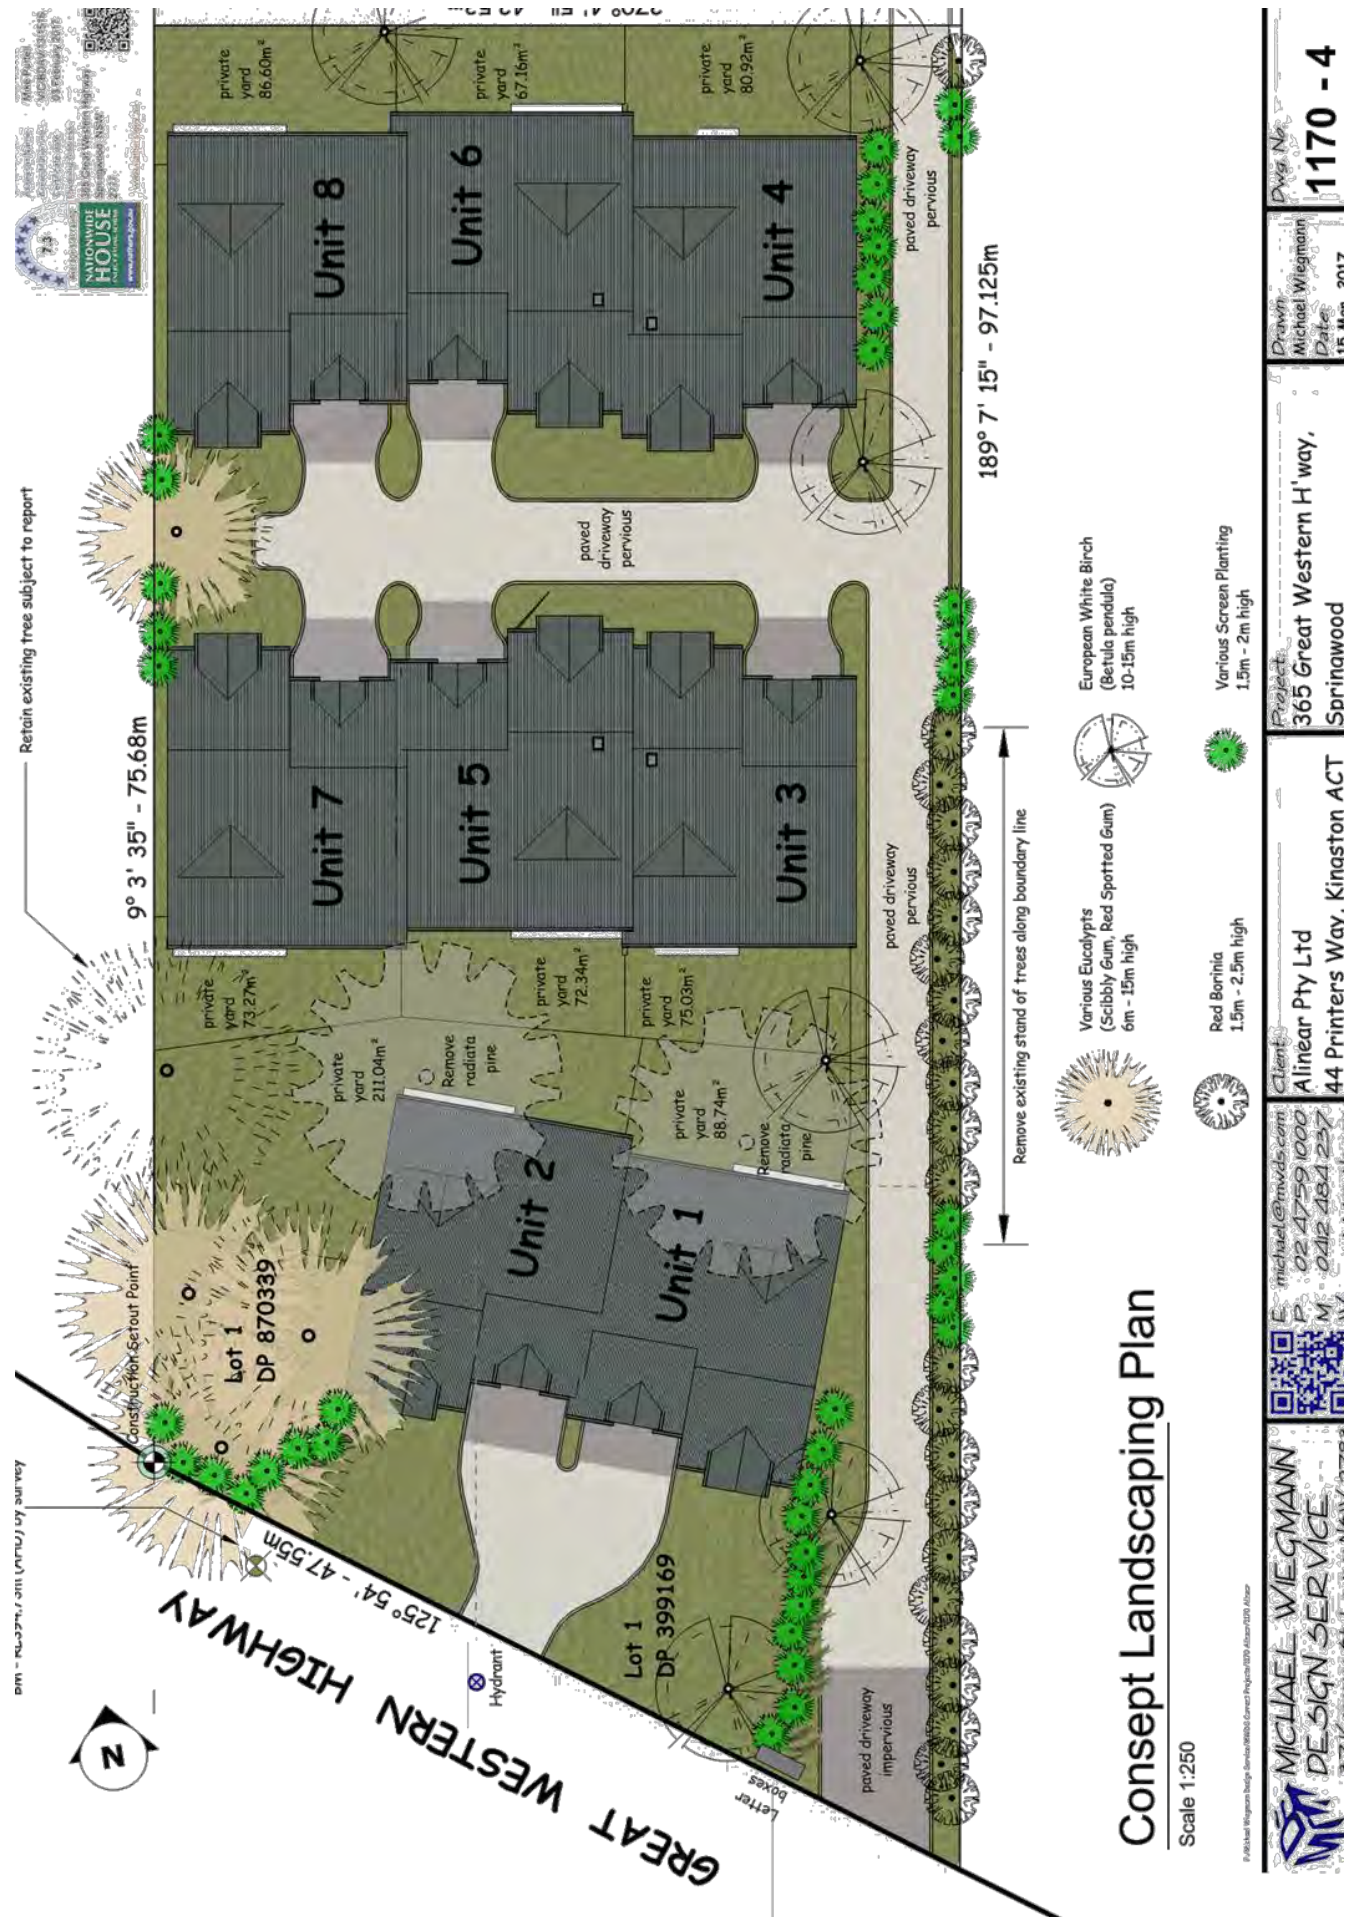 GREAT WESTERN HIGHWAY
125° 54' - 47.55m
Hydrant
Letter
boxes
Construction Setout Point
N
Retain existing tree subject to report
9° 3' 35" - 75.68m
Lot 1
DP 870339
Lot 1
DP 399169
Unit 1
Unit 2
Unit 7
Unit 5
Unit 3
Unit 8
Unit 6
Unit 4
private
yard
211.04m²
Remove
radiata
pine
private
yard
88.74m²
Remove
radiata
pine
private
yard
73.27m²
private
yard
72.34m²
private
yard
75.03m²
private
yard
86.60m²
private
yard
67.16m²
private
yard
80.92m²
paved driveway
impervious
paved driveway
pervious
paved
driveway
pervious
paved driveway
pervious
189° 7' 15" - 97.125m
Remove existing stand of trees along boundary line
Various Eucalypts
(Scibbly Gum, Red Spotted Gum)
6m - 15m high
European White Birch
(Betula pendula)
10-15m high
Red Borinia
1.5m - 2.5m high
Various Screen Planting
1.5m - 2m high
Consept Landscaping Plan
Scale 1:250
7.3
NATIONWIDE
HOUSE
MICHAEL WIEGMANN
DESIGN SERVICE
E michael@mwds.com
P 02 4759 1000
M 0412 484 237
Client
Alinear Pty Ltd
44 Printers Way, Kingston ACT
Project
365 Great Western H'way,
Springwood
Drawn
Michael Wiegmann
Date
Dwg No
1170 - 4